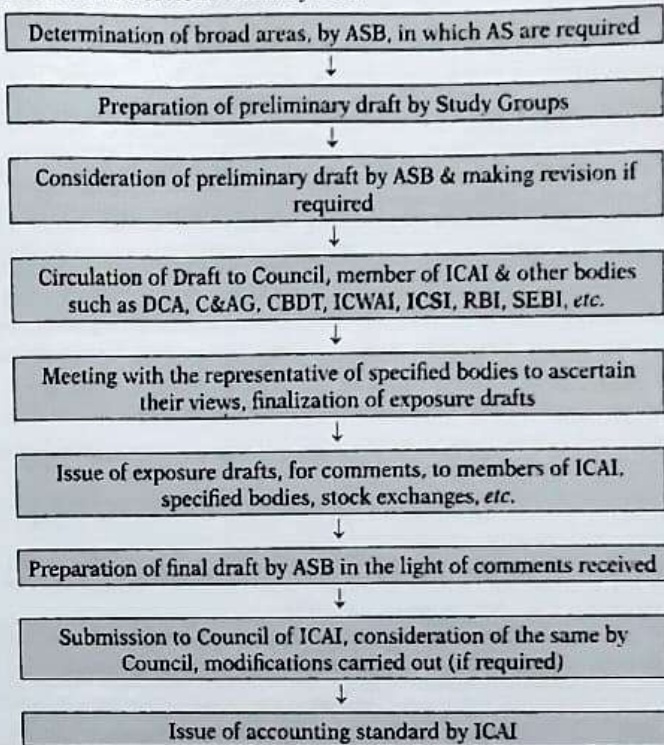 Determination of broad areas, by ASB, in which AS are required
↓
Preparation of preliminary draft by Study Groups
↓
Consideration of preliminary draft by ASB & making revision if
required
↓
Circulation of Draft to Council, member of ICAI & other bodies
such as DCA, C&AG, CBDT, ICWAI, ICSI, RBI, SEBI, etc.
↓
Meeting with the representative of specified bodies to ascertain
their views, finalization of exposure drafts
↓
Issue of exposure drafts, for comments, to members of ICAI,
specified bodies, stock exchanges, etc.
↓
Preparation of final draft by ASB in the light of comments received
↓
Submission to Council of ICAI, consideration of the same by
Council, modifications carried out (if required)
↓
Issue of accounting standard by ICAI